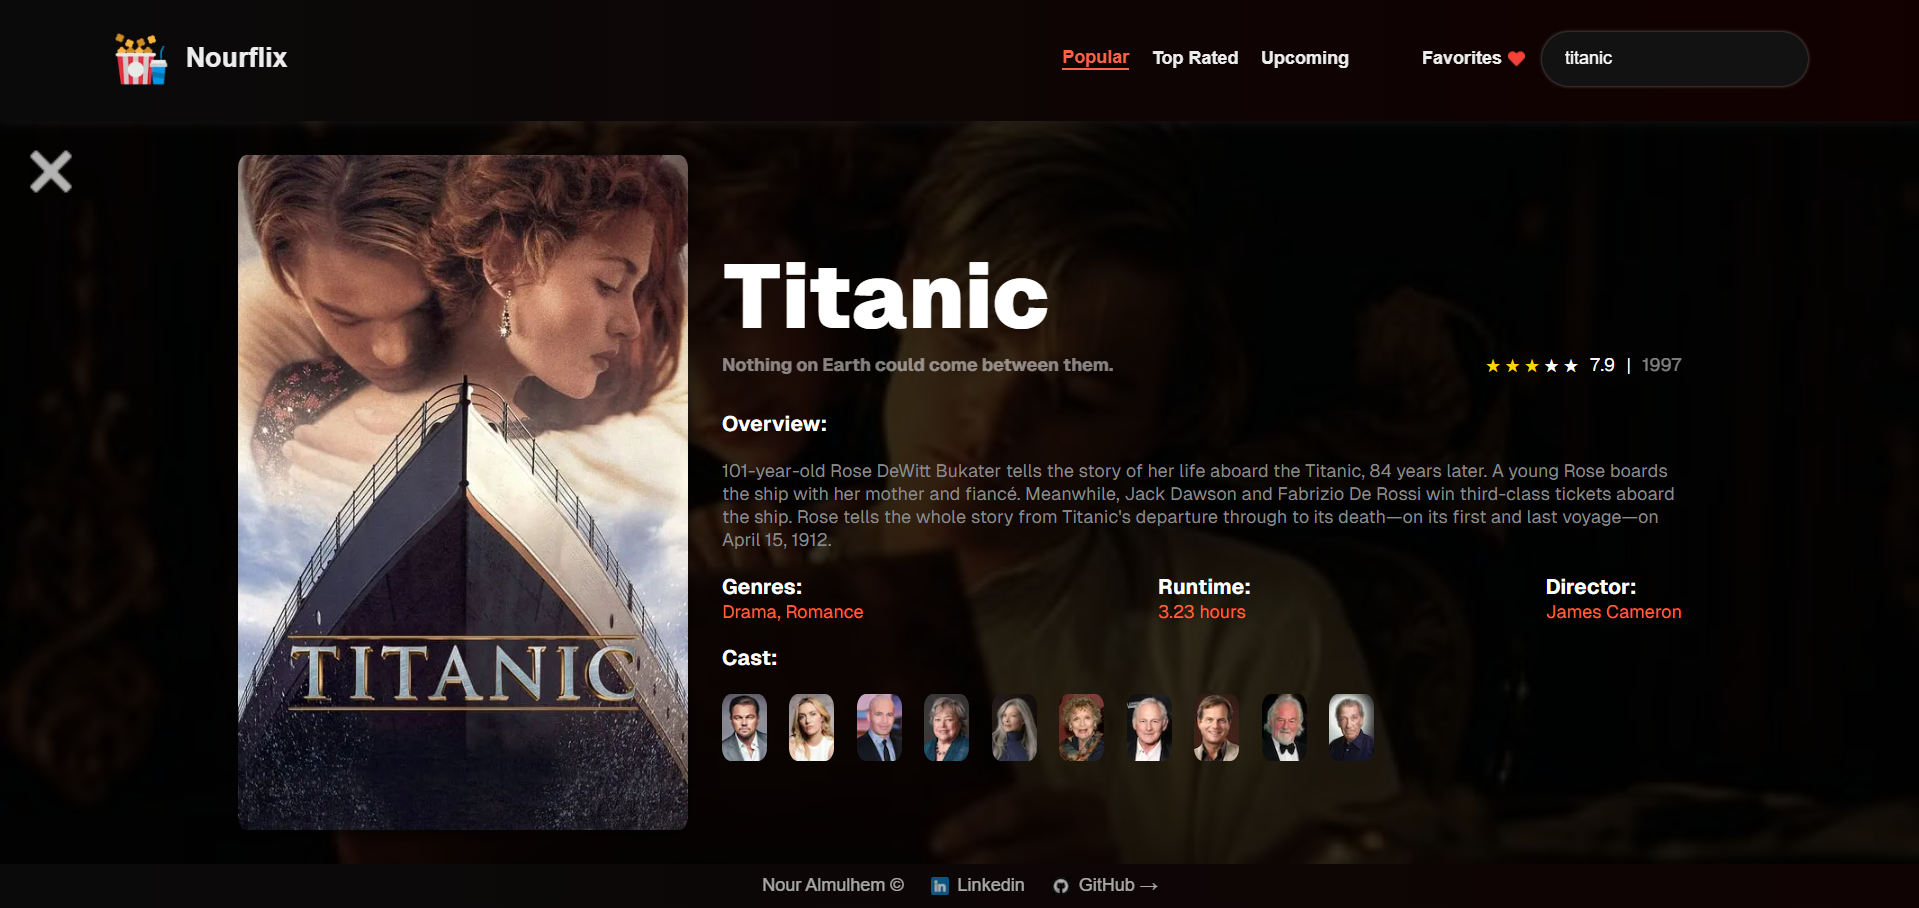 Nourflix
Popular Top Rated Upcoming Favorites titanic
Titanic
Nothing on Earth could come between them.
★★★★★ 7.9 | 1997
Overview:
101-year-old Rose DeWitt Bukater tells the story of her life aboard the Titanic, 84 years later. A young Rose boards
the ship with her mother and fiancé. Meanwhile, Jack Dawson and Fabrizio De Rossi win third-class tickets aboard
the ship. Rose tells the whole story from Titanic's departure through to its death—on its first and last voyage—on
April 15, 1912.
Genres: Runtime: Director:
Drama, Romance 3.23 hours James Cameron
TITANIC
Cast:
Nour Almulhem © in Linkedin GitHub →